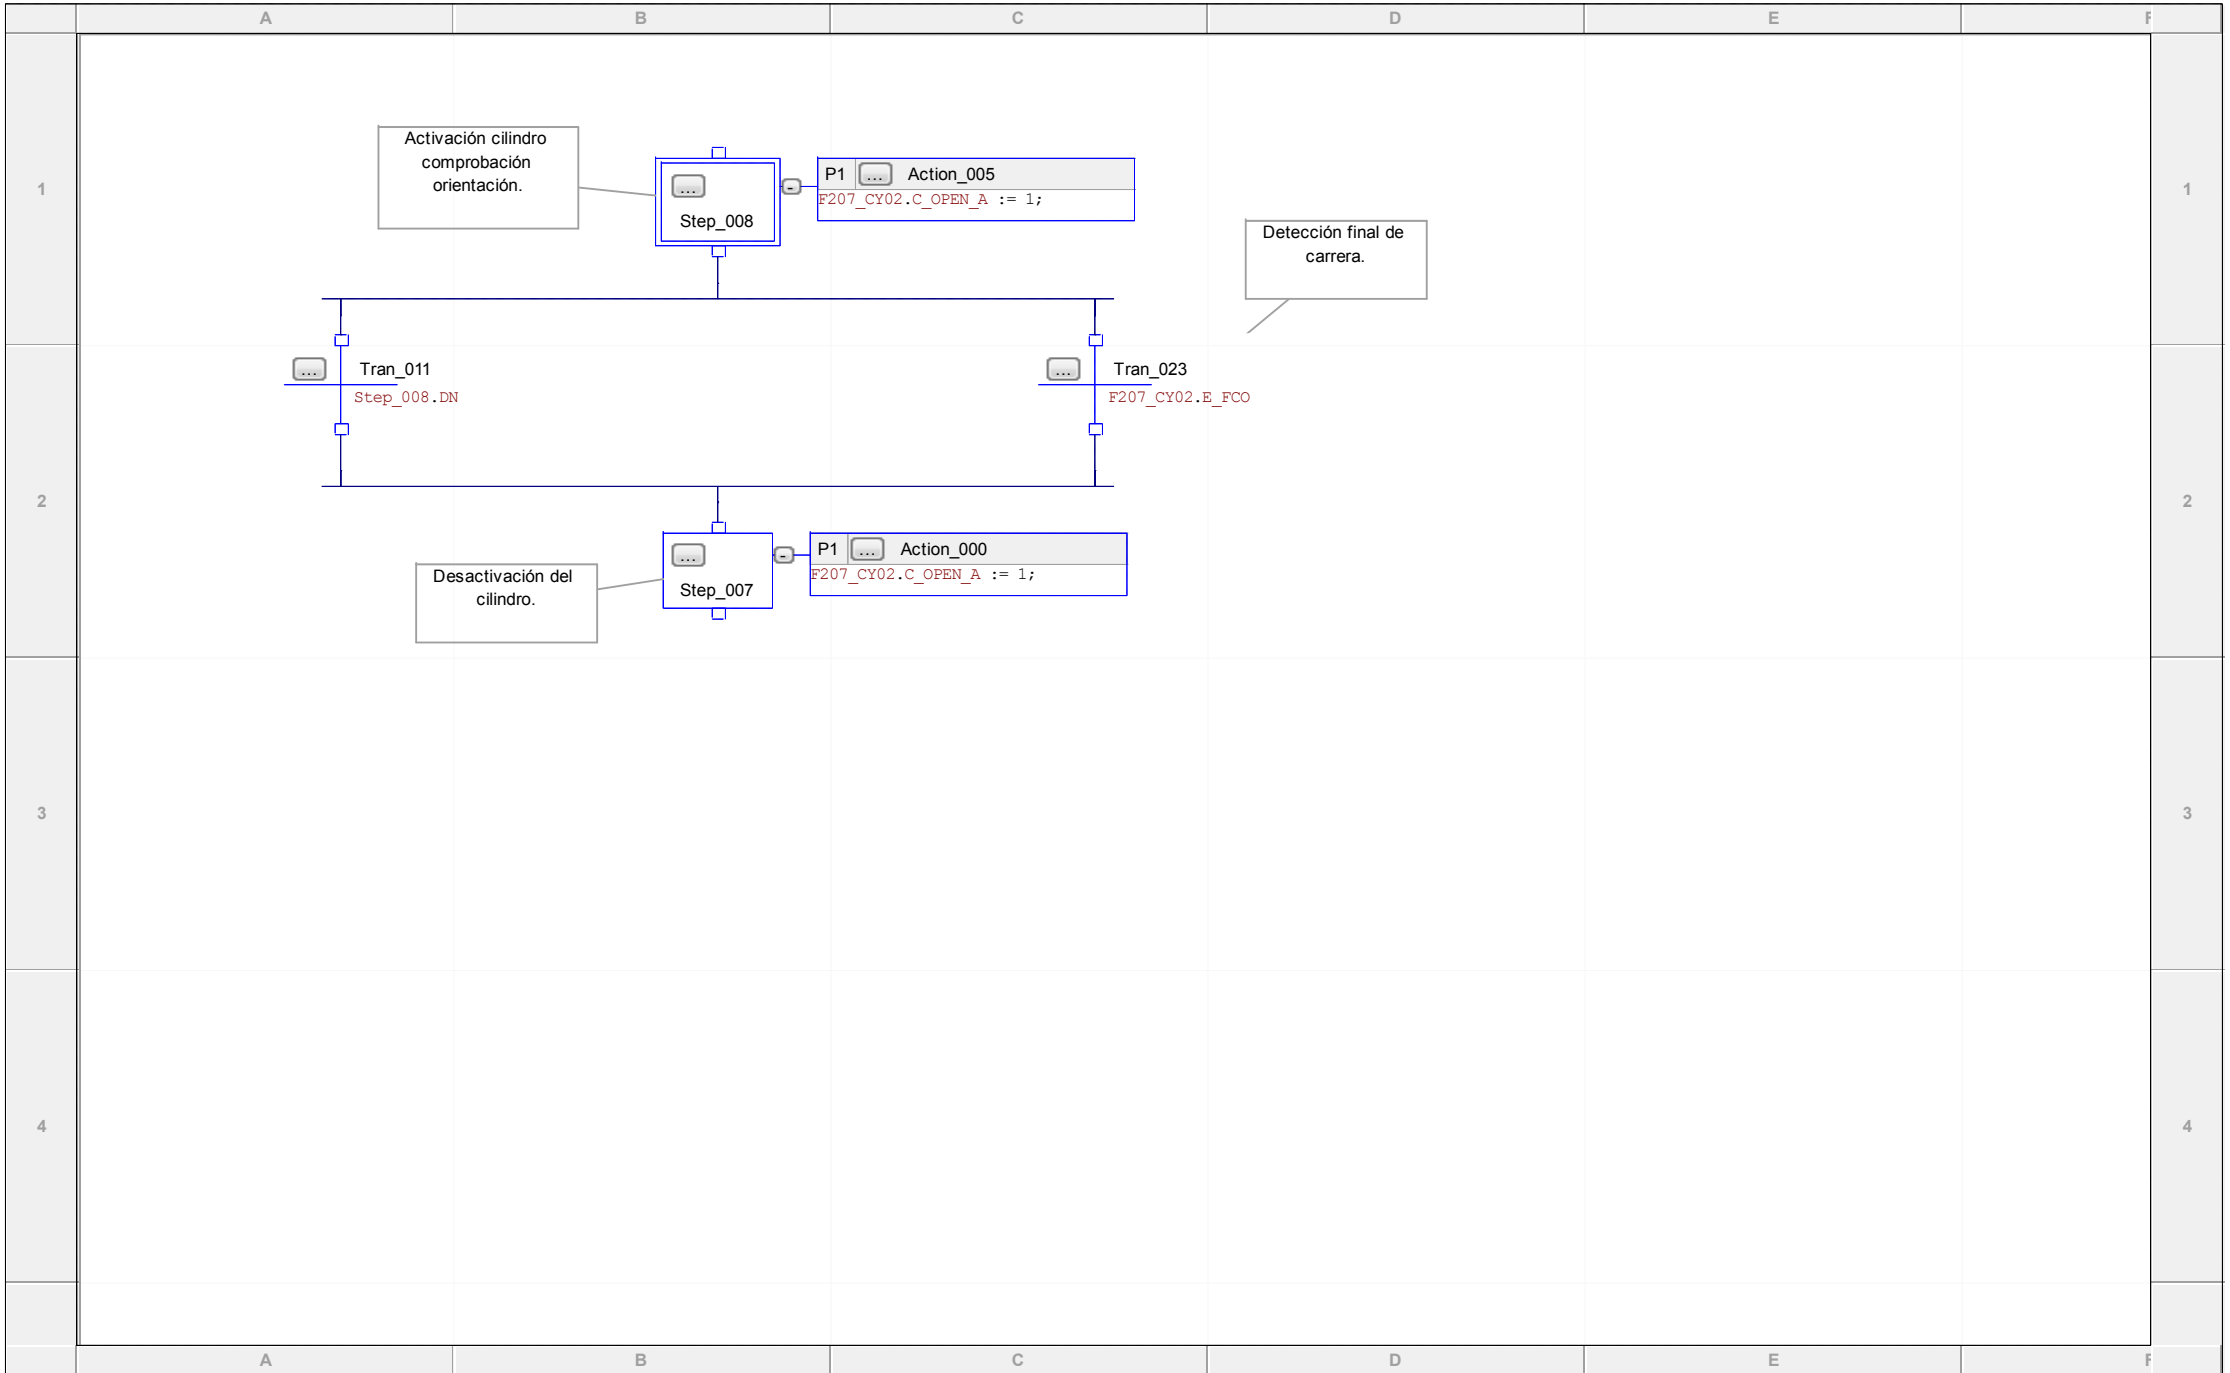 A B C D E F
1
1
Activación cilindro
comprobación
orientación.
...
Step_008
-
P1 ... Action_005
F207_CY02.C_OPEN_A := 1;
Detección final de
carrera.
... Tran_011
Step_008.DN
... Tran_023
F207_CY02.E_FCO
2
2
Desactivación del
cilindro.
...
Step_007
-
P1 ... Action_000
F207_CY02.C_OPEN_A := 1;
3
3
4
4
A B C D E F